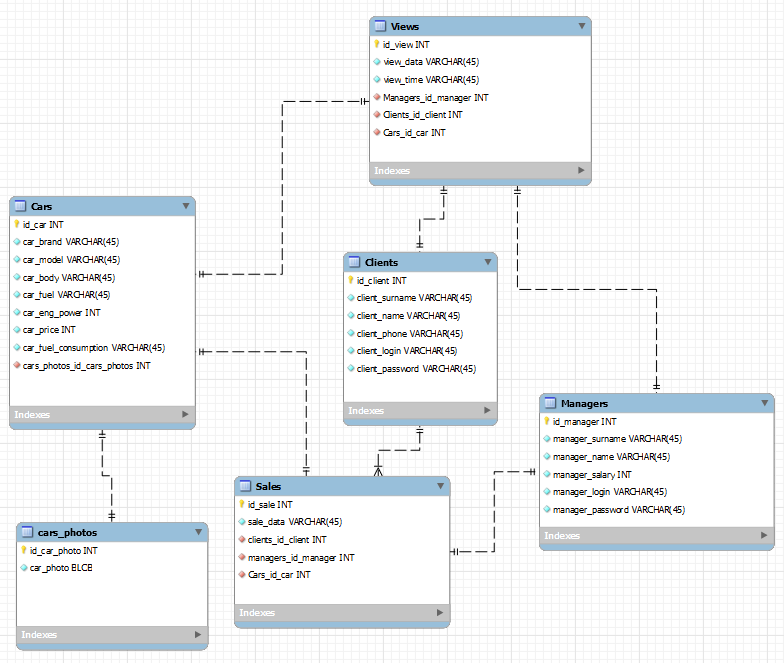 Views
id_view INT
view_data VARCHAR(45)
view_time VARCHAR(45)
Managers_id_manager INT
Clients_id_client INT
Cars_id_car INT
Indexes
Cars
id_car INT
car_brand VARCHAR(45)
car_model VARCHAR(45)
car_body VARCHAR(45)
car_fuel VARCHAR(45)
car_eng_power INT
car_price INT
car_fuel_consumption VARCHAR(45)
cars_photos_id_cars_photos INT
Indexes
Clients
id_client INT
client_surname VARCHAR(45)
client_name VARCHAR(45)
client_phone VARCHAR(45)
client_login VARCHAR(45)
client_password VARCHAR(45)
Indexes
Managers
id_manager INT
manager_surname VARCHAR(45)
manager_name VARCHAR(45)
manager_salary INT
manager_login VARCHAR(45)
manager_password VARCHAR(45)
Indexes
Sales
id_sale INT
sale_data VARCHAR(45)
clients_id_client INT
managers_id_manager INT
Cars_id_car INT
Indexes
cars_photos
id_car_photo INT
car_photo BLOB
Indexes